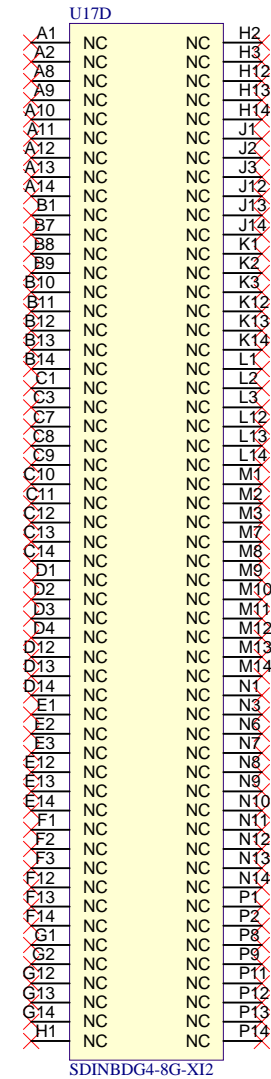 U17D
A1 NC NC H2
A2 NC NC H3
A8 NC NC H12
A9 NC NC H13
A10 NC NC H14
A11 NC NC J1
A12 NC NC J2
A13 NC NC J3
A14 NC NC J12
B1 NC NC J13
B7 NC NC J14
B8 NC NC K1
B9 NC NC K2
B10 NC NC K3
B11 NC NC K12
B12 NC NC K13
B13 NC NC K14
B14 NC NC L1
C1 NC NC L2
C3 NC NC L3
C7 NC NC L12
C8 NC NC L13
C9 NC NC L14
C10 NC NC M1
C11 NC NC M2
C12 NC NC M3
C13 NC NC M7
C14 NC NC M8
D1 NC NC M9
D2 NC NC M10
D3 NC NC M11
D4 NC NC M12
D12 NC NC M13
D13 NC NC M14
D14 NC NC N1
E1 NC NC N3
E2 NC NC N6
E3 NC NC N7
E12 NC NC N8
E13 NC NC N9
E14 NC NC N10
F1 NC NC N11
F2 NC NC N12
F3 NC NC N13
F12 NC NC N14
F13 NC NC P1
F14 NC NC P2
G1 NC NC P8
G2 NC NC P9
G12 NC NC P11
G13 NC NC P12
G14 NC NC P13
H1 NC NC P14
SDINBDG4-8G-XI2